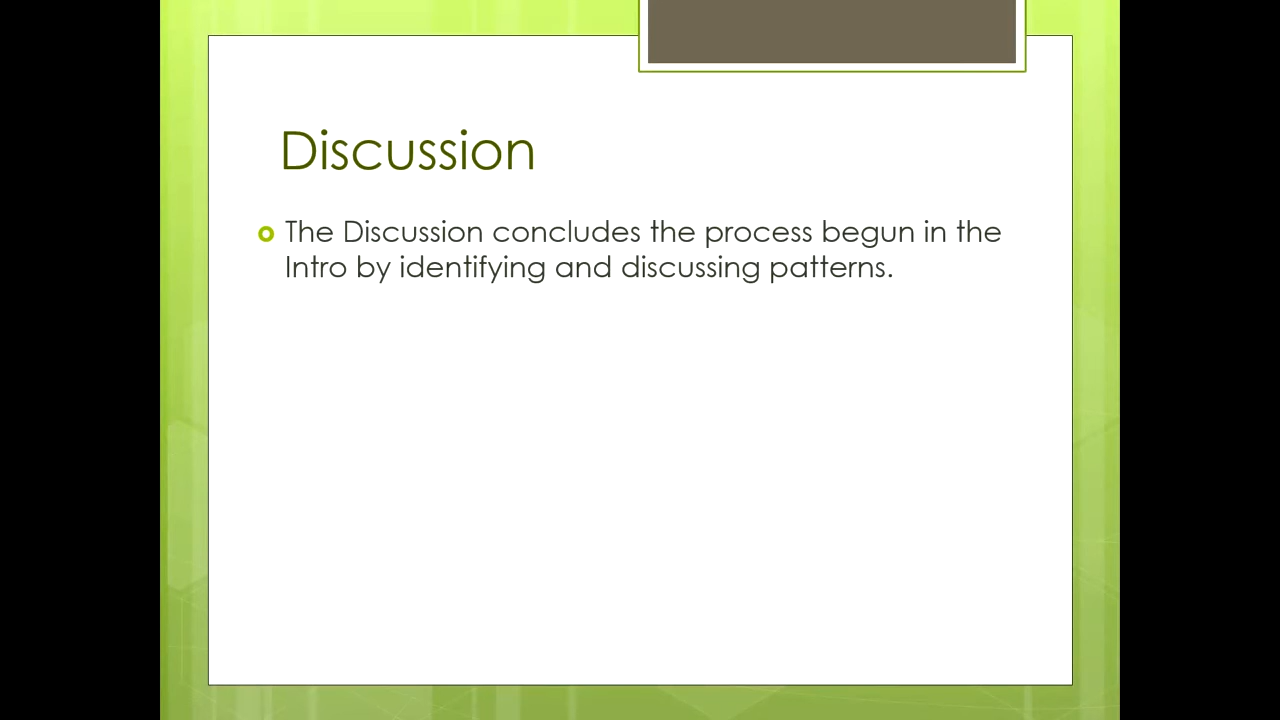 Discussion
The Discussion concludes the process begun in the
Intro by identifying and discussing patterns.